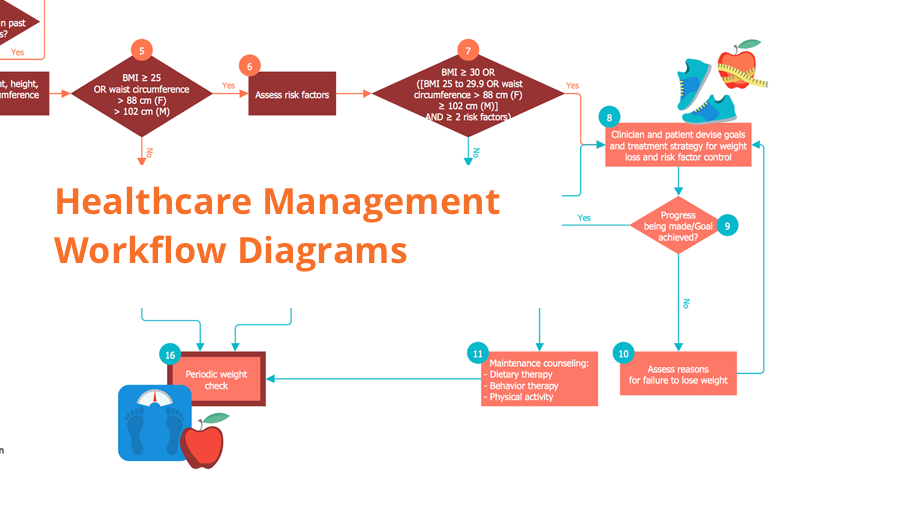 n past
s?
Yes
nt, height,
umference
5
BMI ≥ 25
OR waist circumference
> 88 cm (F)
> 102 cm (M)
Yes
No
6
Assess risk factors
7
BMI ≥ 30 OR
([BMI 25 to 29.9 OR waist
circumference > 88 cm (F)
≥ 102 cm (M)]
AND ≥ 2 risk factors)
Yes
No
8
Clinician and patient devise goals
and treatment strategy for weight
loss and risk factor control
Healthcare Management
Workflow Diagrams
Yes
Progress
being made/Goal
achieved?
9
No
16
Periodic weight
check
11
Maintenance counseling:
- Dietary therapy
- Behavior therapy
- Physical activity
10
Assess reasons
for failure to lose weight
n